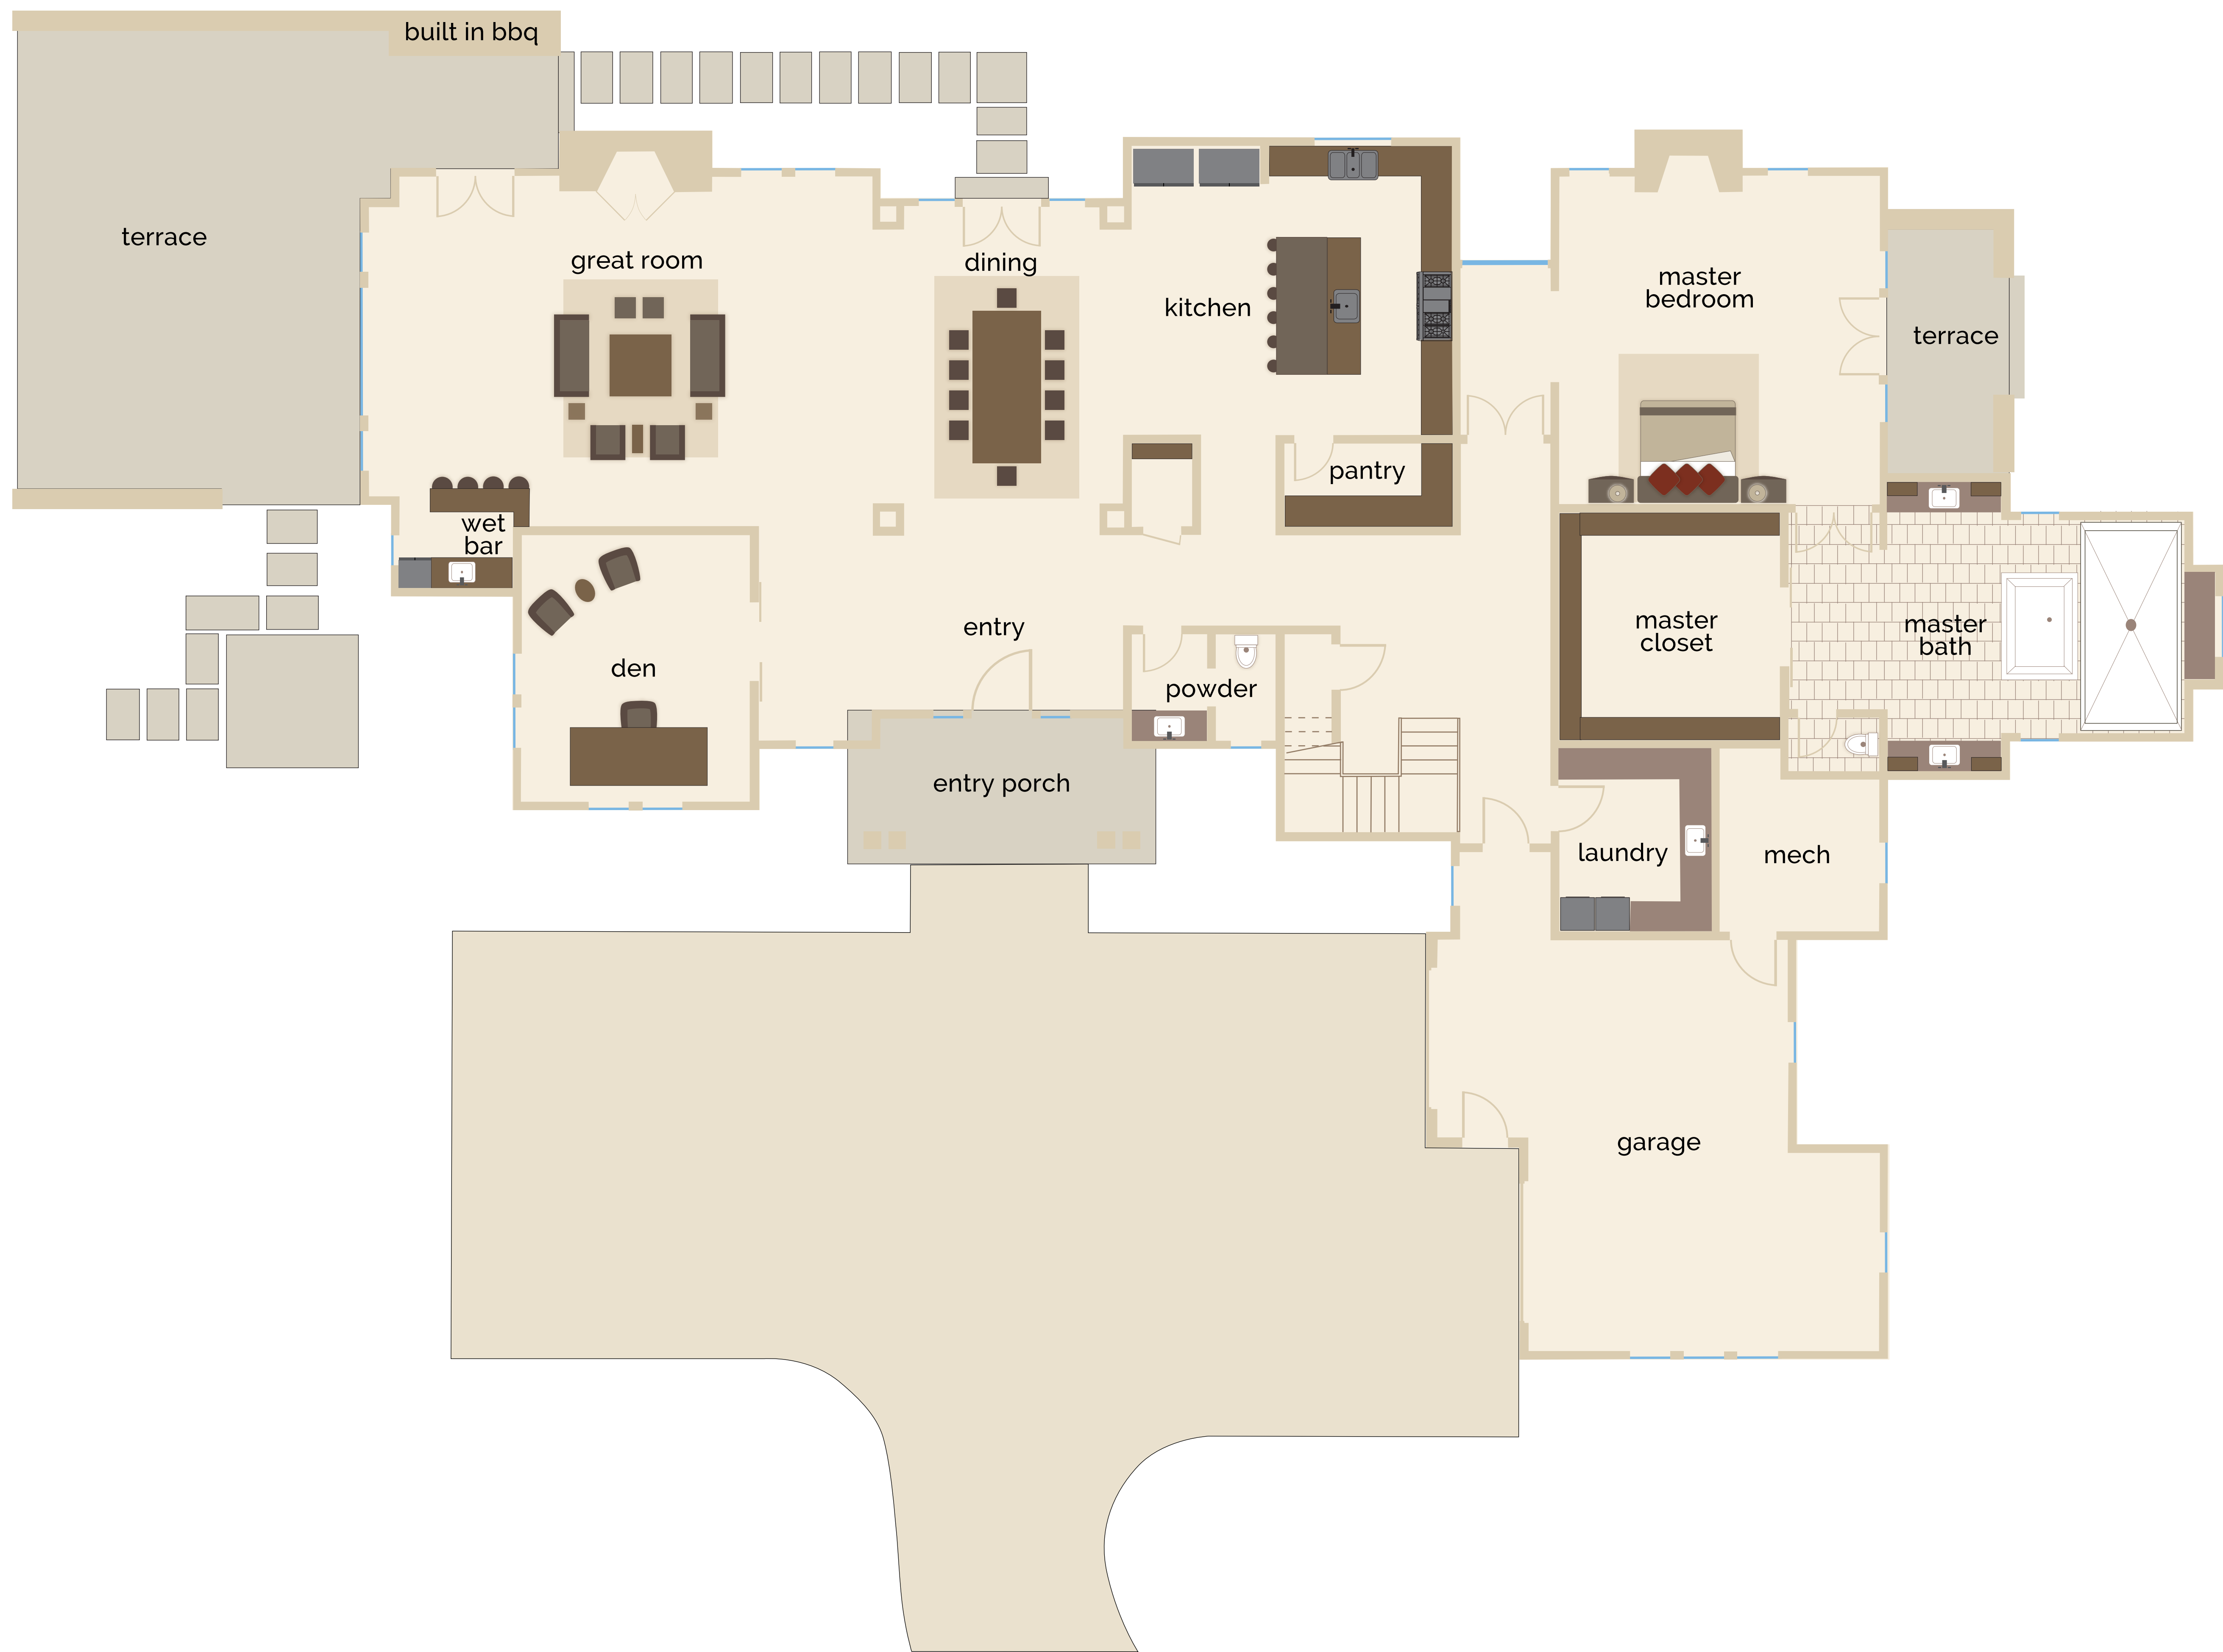 built in bbq
terrace
great room
dining
kitchen
master
bedroom
terrace
pantry
wet
bar
entry
den
powder
master
closet
master
bath
entry porch
laundry
mech
garage